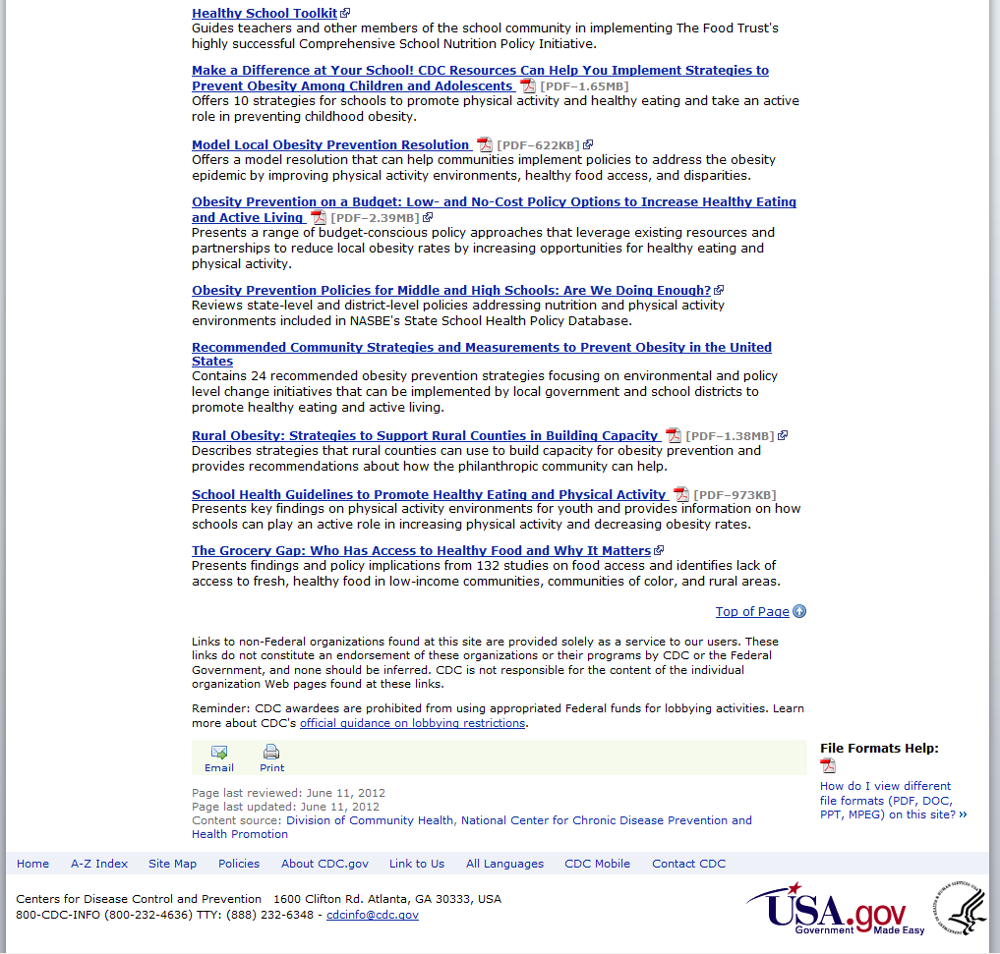 Healthy School Toolkit
Guides teachers and other members of the school community in implementing The Food Trust's
highly successful Comprehensive School Nutrition Policy Initiative.
Make a Difference at Your School! CDC Resources Can Help You Implement Strategies to
Prevent Obesity Among Children and Adolescents [PDF–1.65MB]
Offers 10 strategies for schools to promote physical activity and healthy eating and take an active
role in preventing childhood obesity.
Model Local Obesity Prevention Resolution [PDF–622KB]
Offers a model resolution that can help communities implement policies to address the obesity
epidemic by improving physical activity environments, healthy food access, and disparities.
Obesity Prevention on a Budget: Low- and No-Cost Policy Options to Increase Healthy Eating
and Active Living [PDF–2.39MB]
Presents a range of budget-conscious policy approaches that leverage existing resources and
partnerships to reduce local obesity rates by increasing opportunities for healthy eating and
physical activity.
Obesity Prevention Policies for Middle and High Schools: Are We Doing Enough?
Reviews state-level and district-level policies addressing nutrition and physical activity
environments included in NASBE's State School Health Policy Database.
Recommended Community Strategies and Measurements to Prevent Obesity in the United
States
Contains 24 recommended obesity prevention strategies focusing on environmental and policy
level change initiatives that can be implemented by local government and school districts to
promote healthy eating and active living.
Rural Obesity: Strategies to Support Rural Counties in Building Capacity [PDF–1.38MB]
Describes strategies that rural counties can use to build capacity for obesity prevention and
provides recommendations about how the philanthropic community can help.
School Health Guidelines to Promote Healthy Eating and Physical Activity [PDF–973KB]
Presents key findings on physical activity environments for youth and provides information on how
schools can play an active role in increasing physical activity and decreasing obesity rates.
The Grocery Gap: Who Has Access to Healthy Food and Why It Matters
Presents findings and policy implications from 132 studies on food access and identifies lack of
access to fresh, healthy food in low-income communities, communities of color, and rural areas.
Top of Page
Links to non-Federal organizations found at this site are provided solely as a service to our users. These
links do not constitute an endorsement of these organizations or their programs by CDC or the Federal
Government, and none should be inferred. CDC is not responsible for the content of the individual
organization Web pages found at these links.
Reminder: CDC awardees are prohibited from using appropriated Federal funds for lobbying activities. Learn
more about CDC's official guidance on lobbying restrictions.
Email Print
Page last reviewed: June 11, 2012
Page last updated: June 11, 2012
Content source: Division of Community Health, National Center for Chronic Disease Prevention and
Health Promotion
File Formats Help:
How do I view different
file formats (PDF, DOC,
PPT, MPEG) on this site? »
Home A-Z Index Site Map Policies About CDC.gov Link to Us All Languages CDC Mobile Contact CDC
Centers for Disease Control and Prevention 1600 Clifton Rd. Atlanta, GA 30333, USA
800-CDC-INFO (800-232-4636) TTY: (888) 232-6348 - cdcinfo@cdc.gov
USA.gov
Government Made Easy